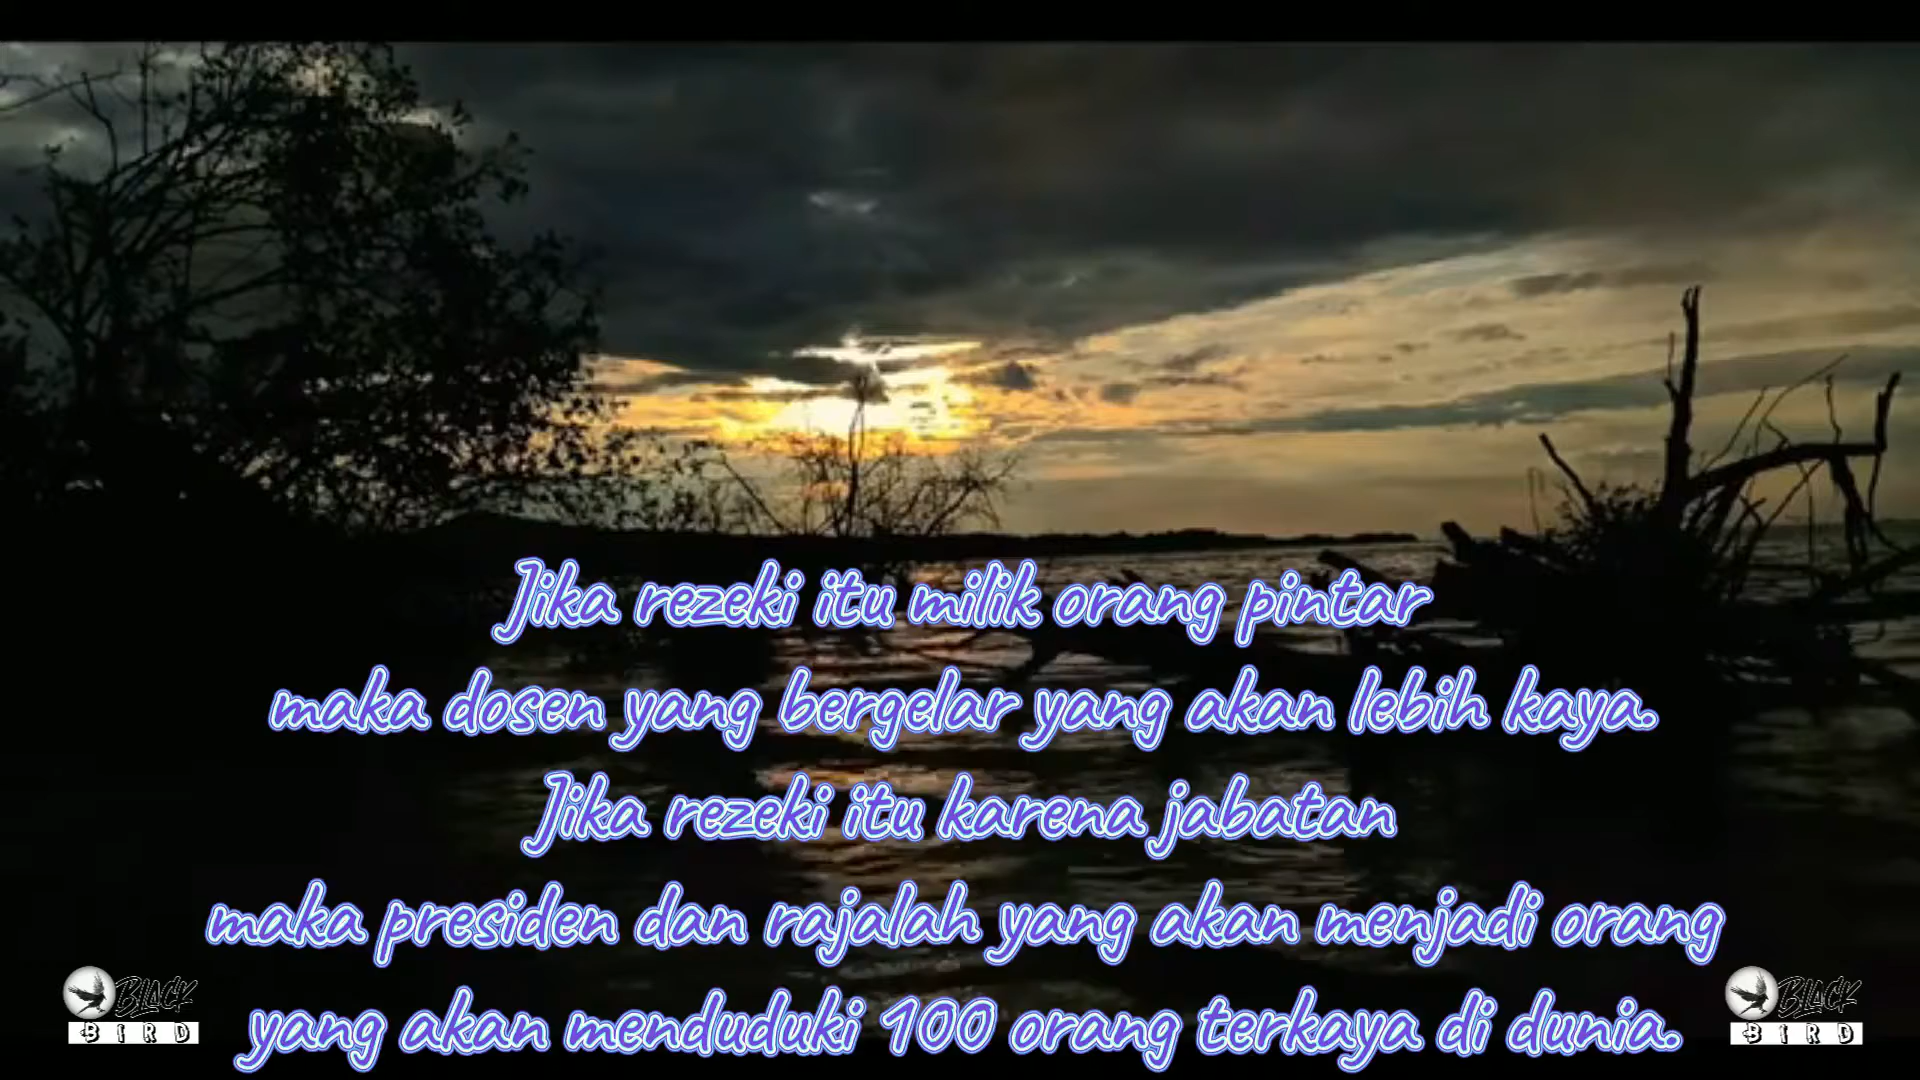 Jika rezeki itu milik orang pintar
maka dosen yang bergelar yang akan lebih kaya.
Jika rezeki itu karena jabatan
maka presiden dan rajalah yang akan menjadi orang
yang akan menduduki 100 orang terkaya di dunia.
BLACK
BIRD
BLACK
BIRD